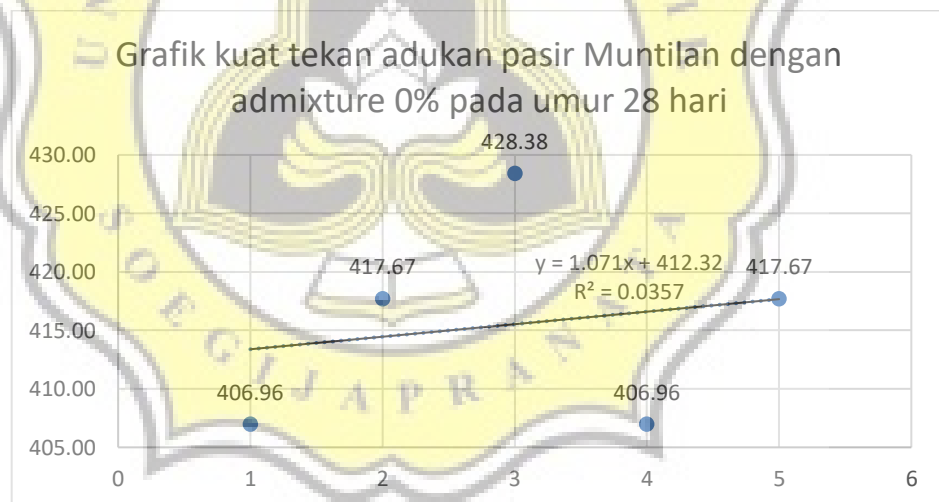 Grafik kuat tekan adukan pasir Muntilan dengan
admixture 0% pada umur 28 hari
428.38
430.00
425.00
420.00
417.67
y = 1.071x + 412.32
R² = 0.0357
417.67
415.00
410.00
406.96
406.96
405.00
0 1 2 3 4 5 6
SOEGIJAPRANATA